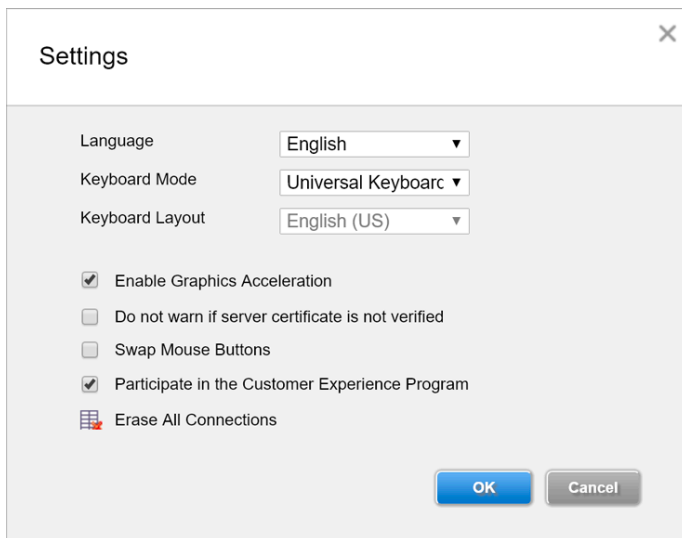 Settings
Language English
Keyboard Mode Universal Keyboarc
Keyboard Layout English (US)
Enable Graphics Acceleration
Do not warn if server certificate is not verified
Swap Mouse Buttons
Participate in the Customer Experience Program
Erase All Connections
OK Cancel